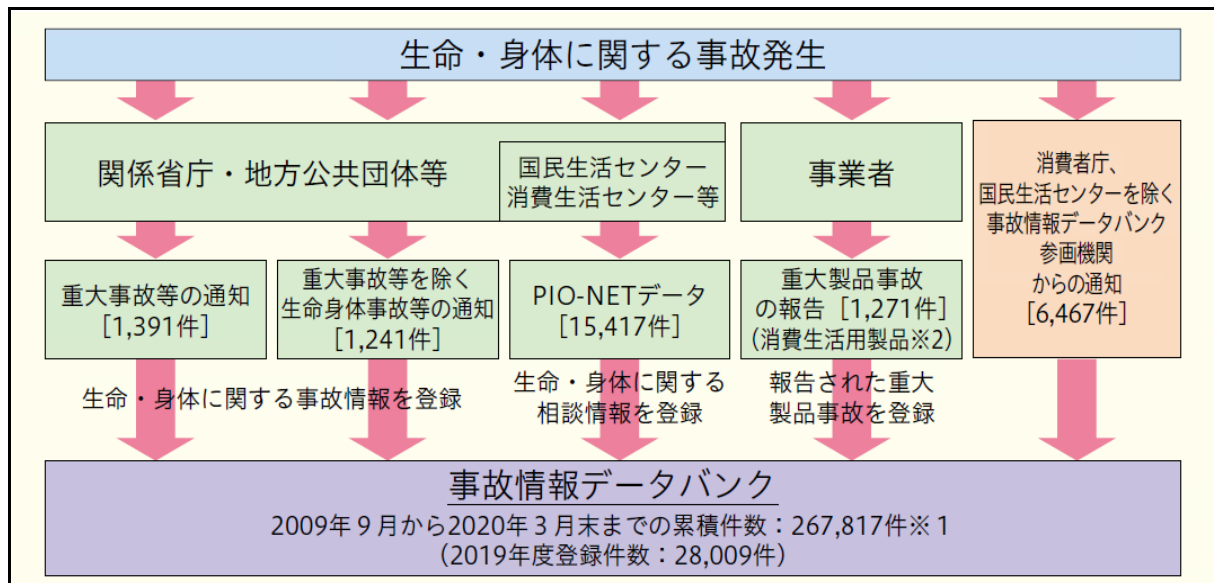 生命・身体に関する事故発生
関係省庁・地方公共団体等
国民生活センター
消費生活センター等
事業者
消費者庁、
国民生活センターを除く
事故情報データバンク
参画機関
からの通知
[6,467件]
重大事故等の通知
[1,391件]
重大事故等を除く
生命身体事故等の通知
[1,241件]
PIO-NETデータ
[15,417件]
重大製品事故
の報告[1,271件]
(消費生活用製品※2)
生命・身体に関する事故情報を登録
生命・身体に関する
相談情報を登録
報告された重大
製品事故を登録
事故情報データバンク
2009年9月から2020年3月末までの累積件数:267,817件※1
(2019年度登録件数:28,009件)